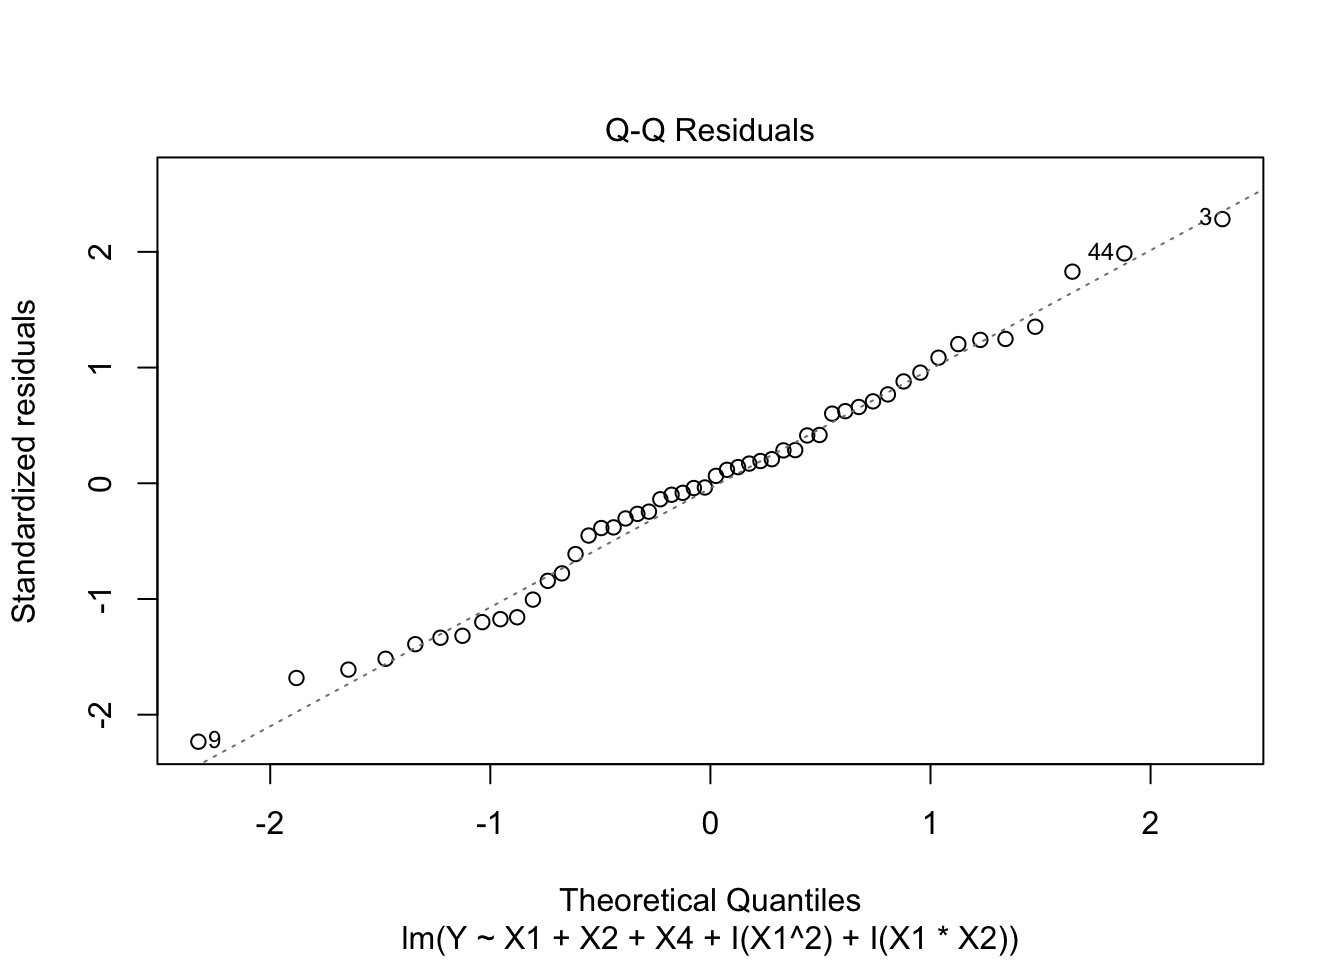 Q-Q Residuals
Standardized residuals
2
1
0
-1
-2
3
44
9
-2 -1 0 1 2
Theoretical Quantiles
lm(Y ~ X1 + X2 + X4 + I(X1^2) + I(X1 * X2))